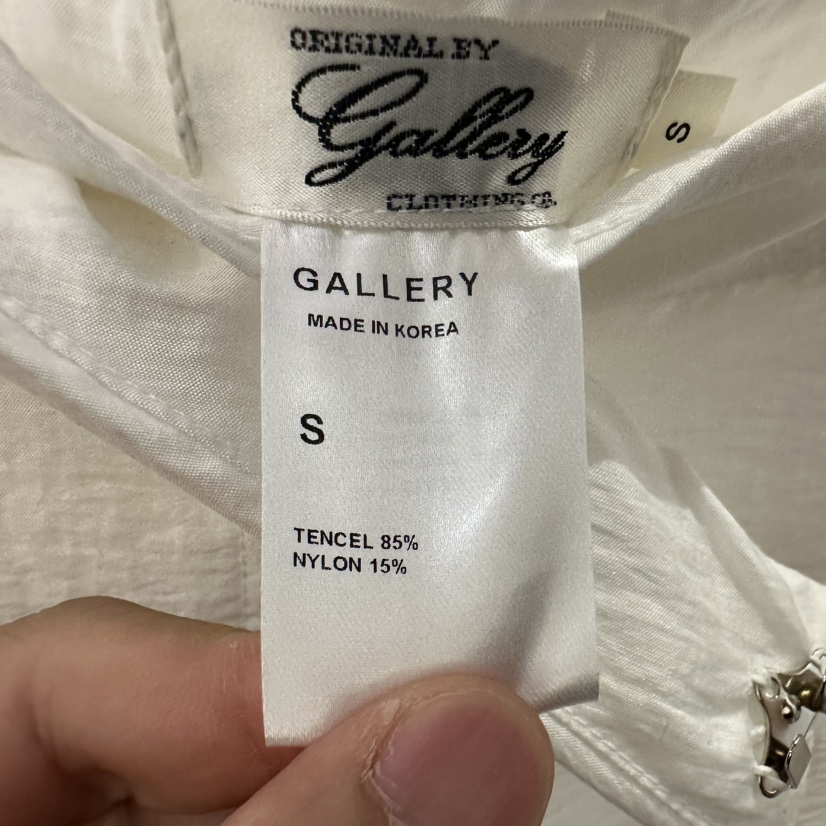 ORIGINAL BY
Gallery
CLOTHING CO.
S
GALLERY
MADE IN KOREA
S
TENCEL 85%
NYLON 15%